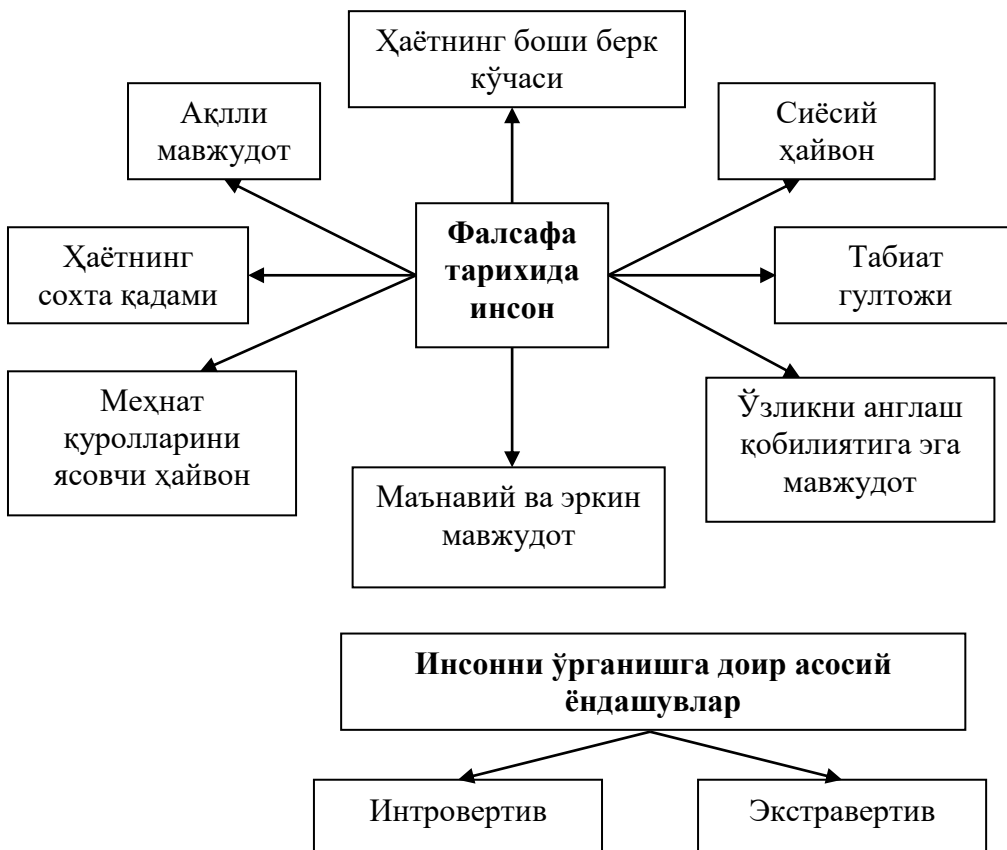 Ҳаётнинг боши берк
кўчаси
Ақлли
мавжудот
Сиёсий
ҳайвон
Фалсафа
тарихида
инсон
Ҳаётнинг
сохта қадами
Табиат
гултожи
Меҳнат
қуролларини
ясовчи ҳайвон
Ўзликни англаш
қобилиятига эга
мавжудот
Маънавий ва эркин
мавжудот
Инсонни ўрганишга доир асосий
ёндашувлар
Интровертив
Экстравертив